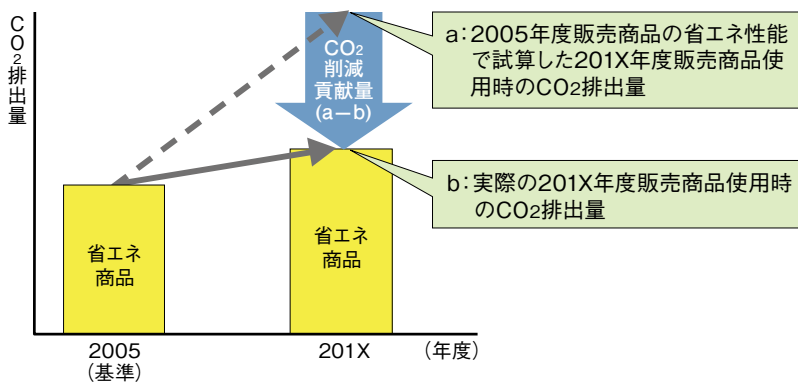 CO2排出量
CO2
削減
貢献量
(a－b)
a：2005年度販売商品の省エネ性能
で試算した201X年度販売商品使
用時のCO2排出量
b：実際の201X年度販売商品使用時
のCO2排出量
省エネ
商品
省エネ
商品
2005
(基準)
201X
(年度)